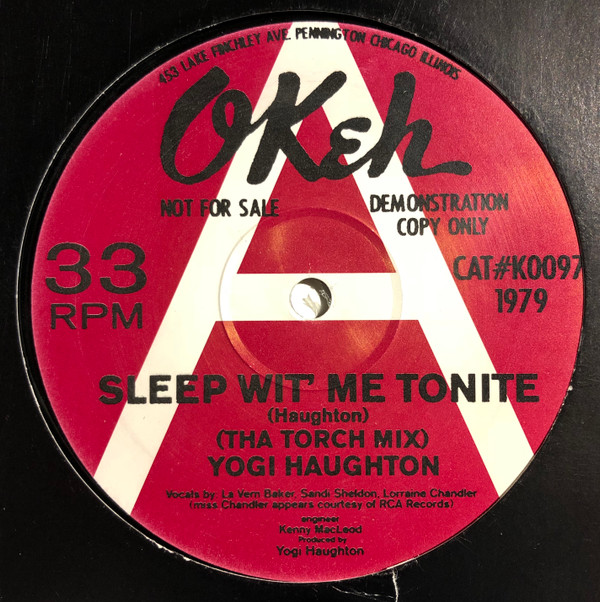 453 LAKE FINCHLEY AVE. PENNINGTON CHICAGO ILLINOIS
OKeh
NOT FOR SALE
DEMONSTRATION
COPY ONLY
A
33
RPM
CAT#K0097
1979
SLEEP WIT' ME TONITE
(Haughton)
(THA TORCH MIX)
YOGI HAUGHTON
Vocals by: La Vern Baker, Sandi Sheldon, Lorraine Chandler
(miss Chandler appears courtesy of RCA Records)
engineer
Kenny MacLeod
Produced by
Yogi Haughton